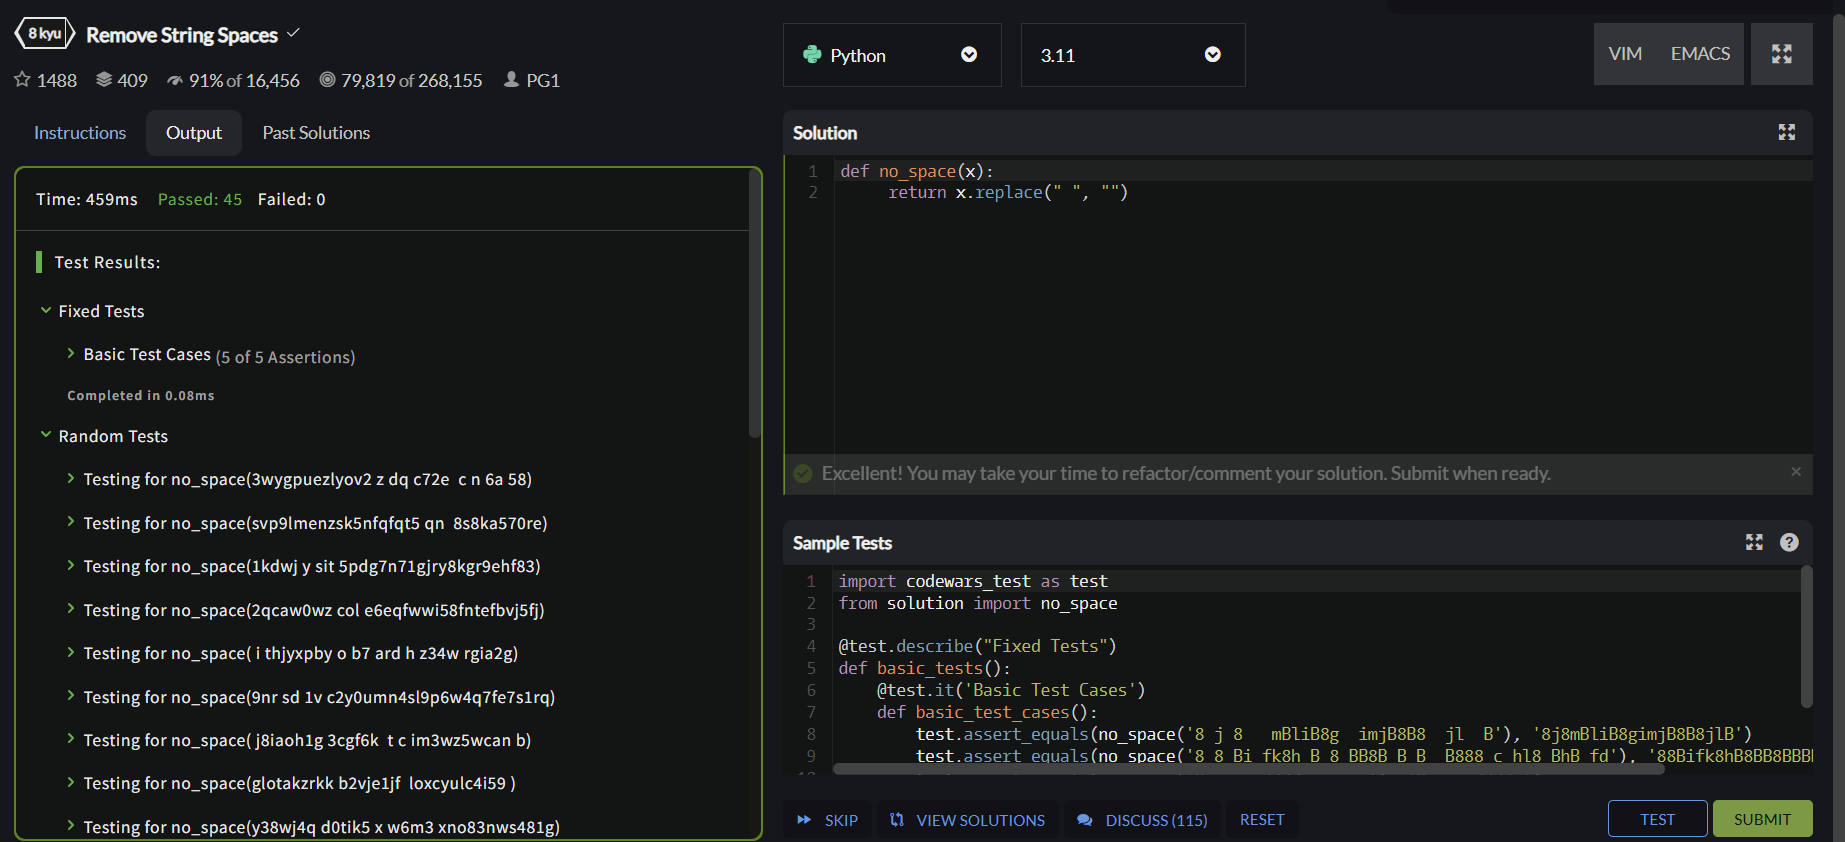 8 kyu Remove String Spaces
1488 409 91% of 16,456 79,819 of 268,155 PG1
Instructions Output Past Solutions
Time: 459ms Passed: 45 Failed: 0
Test Results:
Fixed Tests
Basic Test Cases (5 of 5 Assertions)
Completed in 0.08ms
Random Tests
Testing for no_space(3wygpuezlyov2 z dq c72e  c n 6a 58)
Testing for no_space(svp9lmenzsk5nfqfqt5 qn  8s8ka570re)
Testing for no_space(1kdwj y sit 5pdg7n71gjry8kgr9ehf83)
Testing for no_space(2qcaw0wz col e6eqfwwi58fntefbvj5fj)
Testing for no_space( i thjyxpby o b7 ard h z34w rgia2g)
Testing for no_space(9nr sd 1v c2y0umn4sl9p6w4q7fe7s1rq)
Testing for no_space( j8iaoh1g 3cgf6k  t c im3wz5wcan b)
Testing for no_space(glotakzrkk b2vje1jf  loxcyulc4i59 )
Testing for no_space(y38wj4q d0tik5 x w6m3 xno83nws481g)
Python 3.11 VIM EMACS
Solution
1 def no_space(x):
2     return x.replace(" ", "")
Excellent! You may take your time to refactor/comment your solution. Submit when ready.
Sample Tests
1 import codewars_test as test
2 from solution import no_space
3
4 @test.describe("Fixed Tests")
5 def basic_tests():
6     @test.it('Basic Test Cases')
7     def basic_test_cases():
8         test.assert_equals(no_space('8 j 8   mBliB8g  imjB8B8  jl  B'), '8j8mBliB8gimjB8B8jlB')
9         test.assert_equals(no_space('8 8 Bi fk8h B 8 BB8B B B  B888 c hl8 BhB fd'), '88Bifk8hB8BB8BBB
SKIP VIEW SOLUTIONS DISCUSS (115) RESET TEST SUBMIT